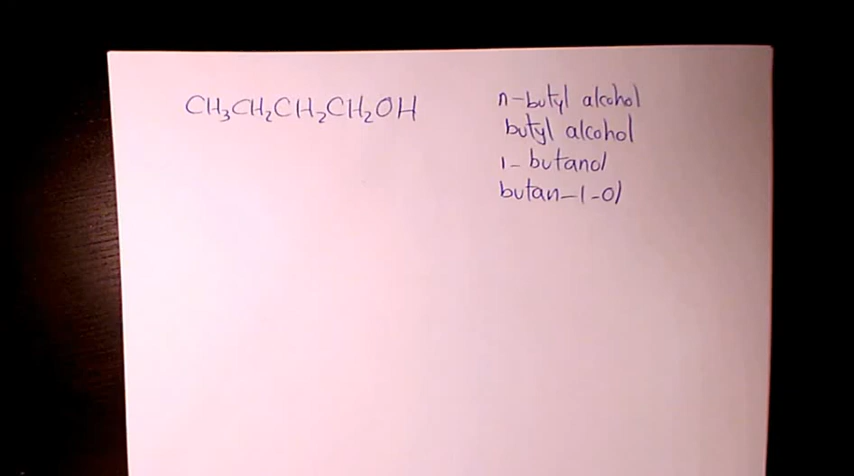 CH₃CH₂CH₂CH₂OH
n-butyl alcohol
butyl alcohol
1-butanol
butan-1-ol